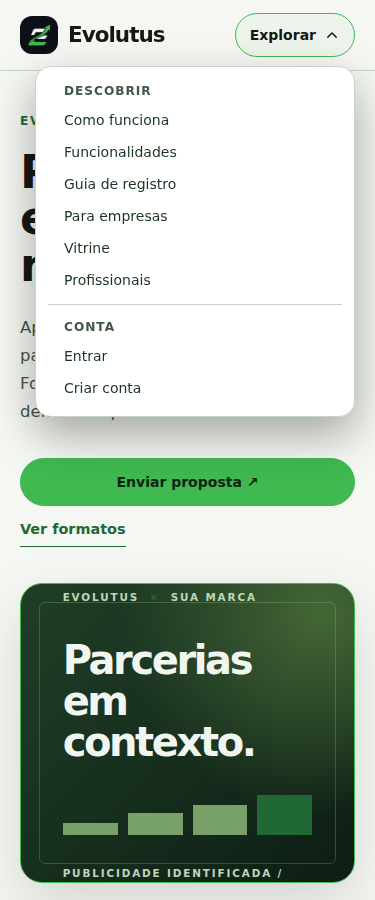 Evolutus
Explorar
DESCOBRIR
Como funciona
Funcionalidades
Guia de registro
Para empresas
Vitrine
Profissionais
CONTA
Entrar
Criar conta
Enviar proposta ↗
Ver formatos
EVOLUTUS × SUA MARCA
Parcerias
em
contexto.
PUBLICIDADE IDENTIFICADA /